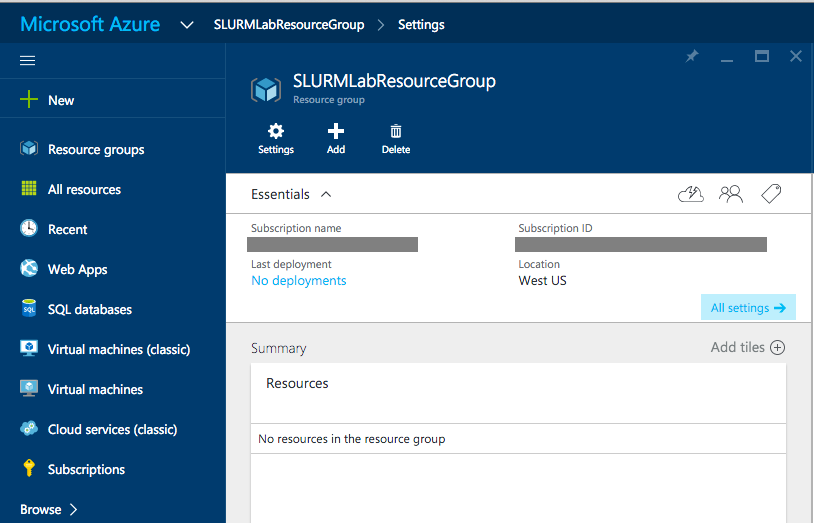 Microsoft Azure SLURMLabResourceGroup Settings
New
Resource groups
All resources
Recent
Web Apps
SQL databases
Virtual machines (classic)
Virtual machines
Cloud services (classic)
Subscriptions
Browse
SLURMLabResourceGroup
Resource group
Settings Add Delete
Essentials
Subscription name Subscription ID
Last deployment Location
No deployments West US
All settings
Summary Add tiles
Resources
No resources in the resource group